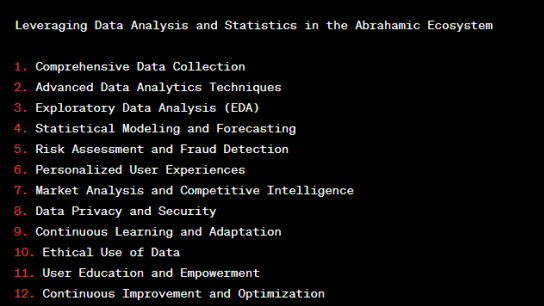 Leveraging Data Analysis and Statistics in the Abrahamic Ecosystem
1. Comprehensive Data Collection
2. Advanced Data Analytics Techniques
3. Exploratory Data Analysis (EDA)
4. Statistical Modeling and Forecasting
5. Risk Assessment and Fraud Detection
6. Personalized User Experiences
7. Market Analysis and Competitive Intelligence
8. Data Privacy and Security
9. Continuous Learning and Adaptation
10. Ethical Use of Data
11. User Education and Empowerment
12. Continuous Improvement and Optimization